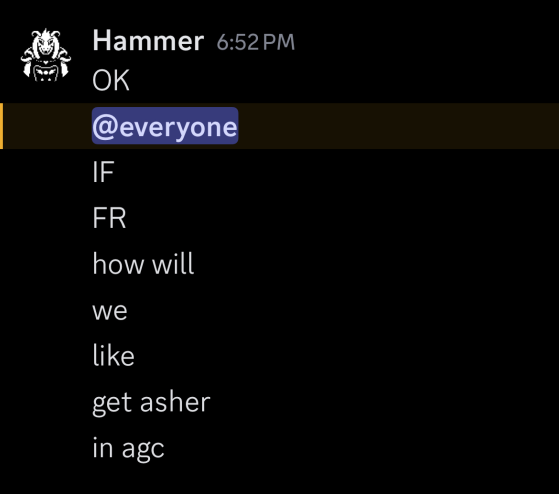 Hammer 6:52 PM
OK
@everyone
IF
FR
how will
we
like
get asher
in agc